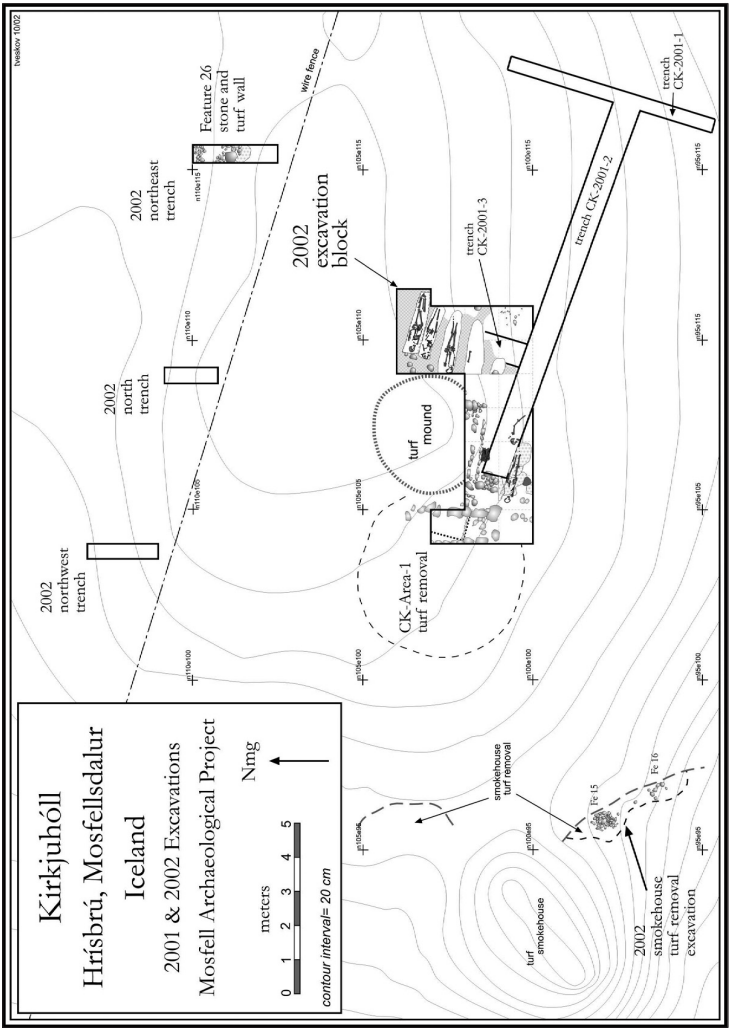 Kirkjuhóll
Hrísbrú, Mosfellsdalur
Iceland
2001 & 2002 Excavations
Mosfell Archaeological Project
Nmg
meters
0 1 2 3 4 5
contour interval= 20 cm
2002
northwest
trench
2002
north
trench
2002
northeast
trench
Feature 26
stone and
turf wall
tveskov 10/02
wire fence
2002
excavation
block
turf
mound
CK-Area-1
turf removal
trench
CK-2001-3
trench CK-2001-2
trench
CK-2001-1
smokehouse
turf removal
turf
smokehouse
Fe 15
Fe 16
2002
smokehouse
turf removal
excavation
n110e100
n110e105
n110e110
n110e115
n105e95
n105e100
n105e105
n105e110
n105e115
n100e95
n100e100
n100e115
n95e95
n95e100
n95e105
n95e115
n95e115